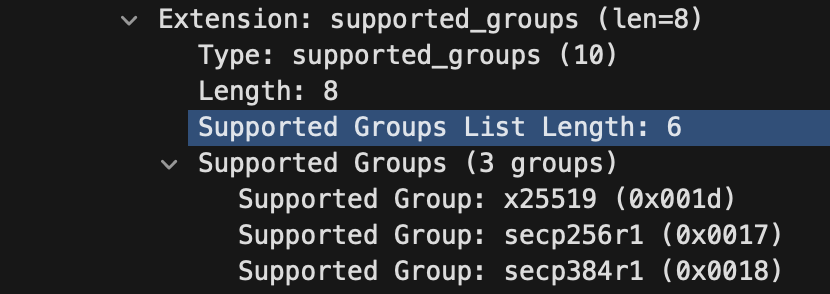 Extension: supported_groups (len=8)
Type: supported_groups (10)
Length: 8
Supported Groups List Length: 6
Supported Groups (3 groups)
Supported Group: x25519 (0x001d)
Supported Group: secp256r1 (0x0017)
Supported Group: secp384r1 (0x0018)